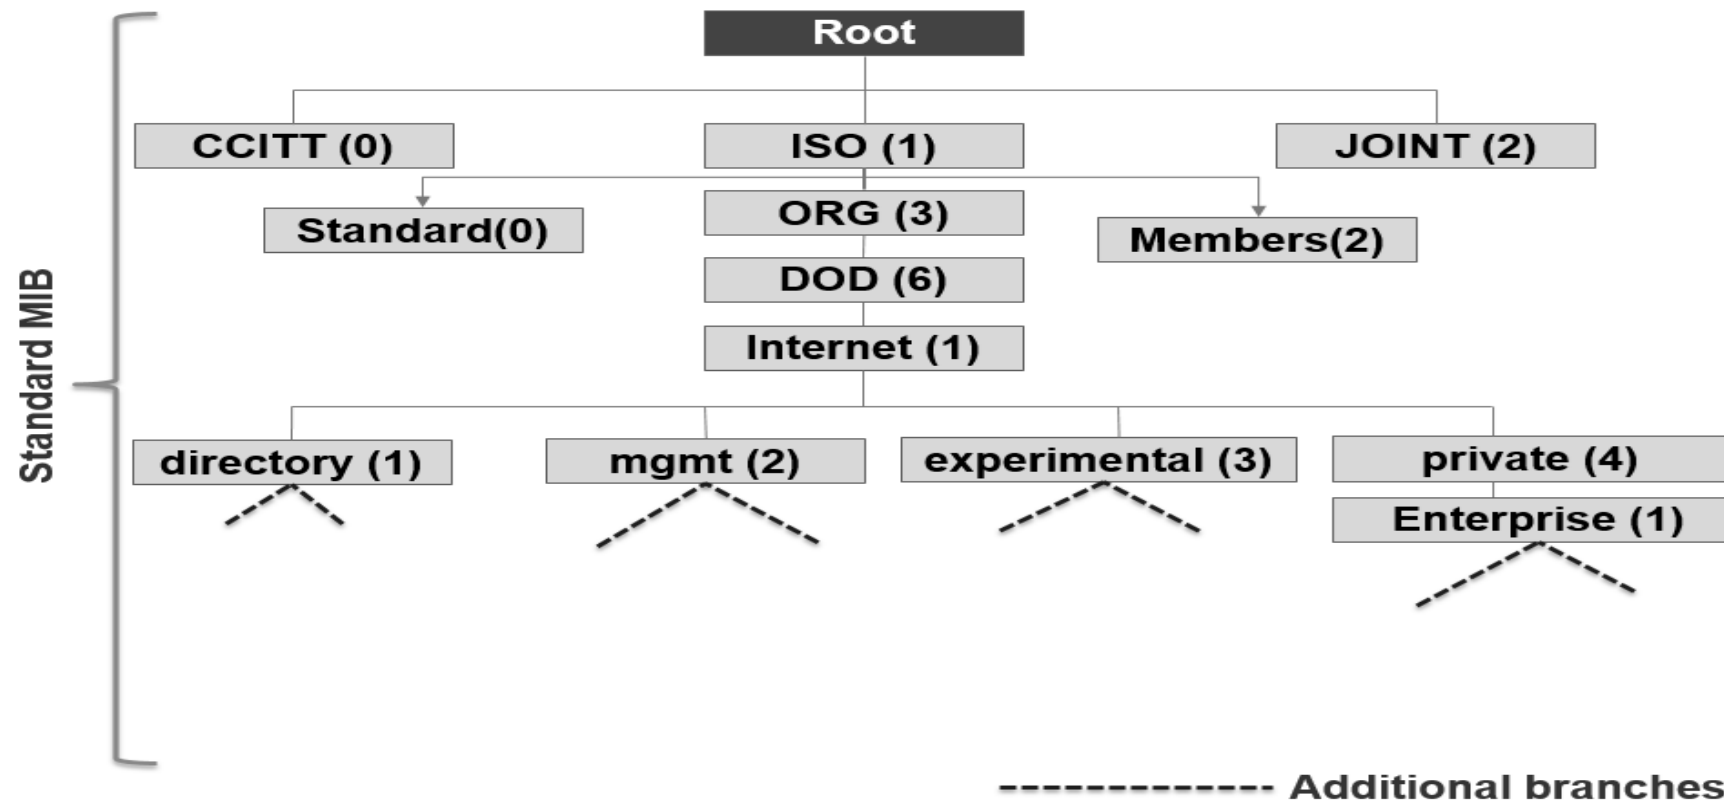 Root
CCITT (0)
ISO (1)
JOINT (2)
Standard(0)
ORG (3)
Members(2)
DOD (6)
Internet (1)
directory (1)
mgmt (2)
experimental (3)
private (4)
Enterprise (1)
Standard MIB
Additional branches